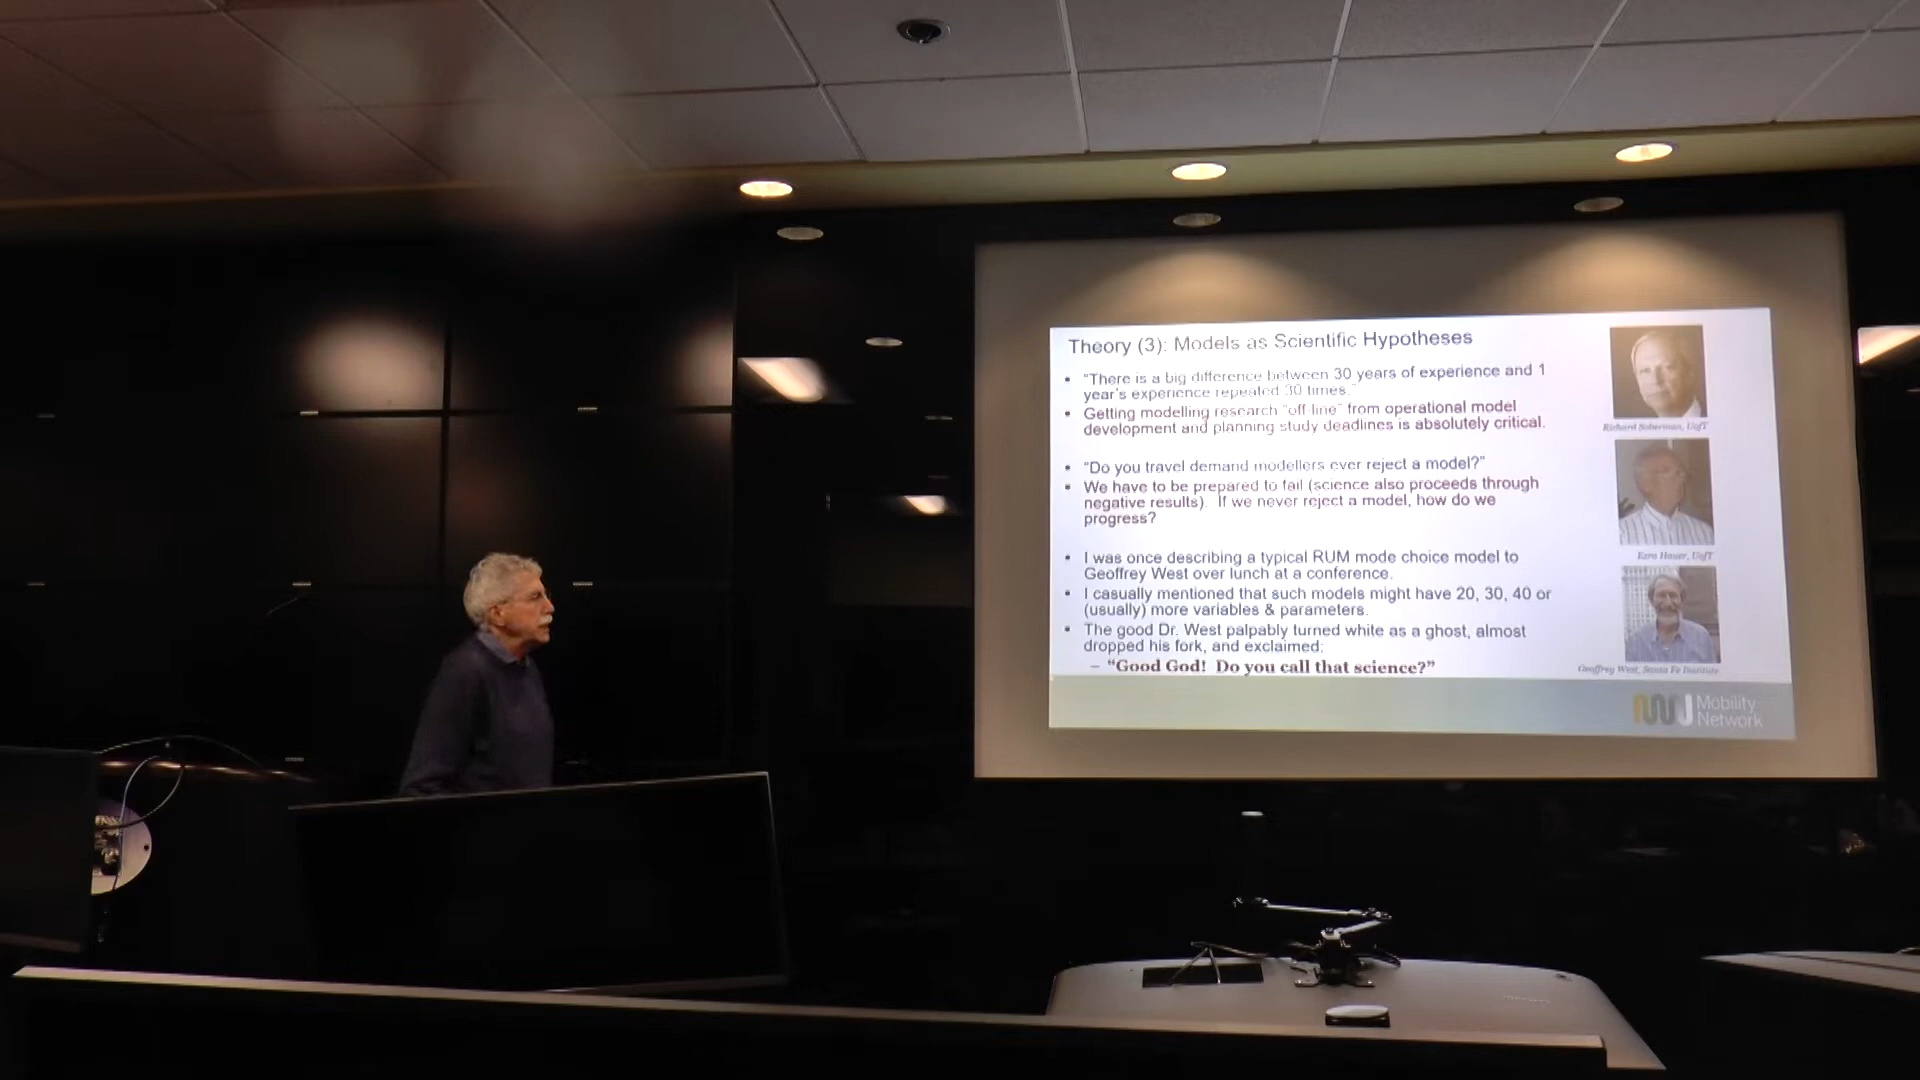 Theory (3): Models as Scientific Hypotheses
• "There is a big difference between 30 years of experience and 1
year's experience repeated 30 times."
• Getting modelling research "off-line" from operational model
development and planning study deadlines is absolutely critical.
• "Do you travel demand modellers ever reject a model?"
• We have to be prepared to fail (science also proceeds through
negative results). If we never reject a model, how do we
progress?
• I was once describing a typical RUM mode choice model to
Geoffrey West over lunch at a conference.
• I casually mentioned that such models might have 20, 30, 40 or
(usually) more variables & parameters.
• The good Dr. West palpably turned white as a ghost, almost
dropped his fork, and exclaimed:
– "Good God! Do you call that science?"
Richard Soberman, UofT
Ezra Hauer, UofT
Geoffrey West, Santa Fe Institute
Mobility
Network